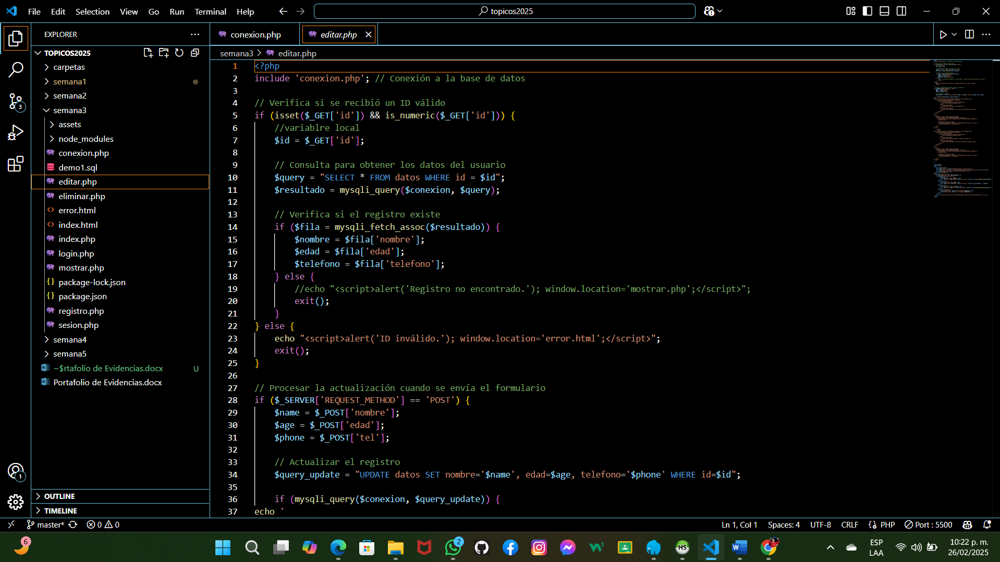 File Edit Selection View Go Run Terminal Help
topicos2025
EXPLORER
TOPICOS2025
carpetas
semana1
semana2
semana3
assets
node_modules
conexion.php
demo1.sql
editar.php
eliminar.php
error.html
index.html
index.php
login.php
mostrar.php
package-lock.json
package.json
registro.php
sesion.php
semana4
semana5
~$rtafolio de Evidencias.docx U
Portafolio de Evidencias.docx
OUTLINE
TIMELINE
3
1
conexion.php editar.php
semana3 > editar.php
1 <?php
2 include 'conexion.php'; // Conexión a la base de datos
3
4 // Verifica si se recibió un ID válido
5 if (isset($_GET['id']) && is_numeric($_GET['id'])) {
6 //variablre local
7 $id = $_GET['id'];
8
9 // Consulta para obtener los datos del usuario
10 $query = "SELECT * FROM datos WHERE id = $id";
11 $resultado = mysqli_query($conexion, $query);
12
13 // Verifica si el registro existe
14 if ($fila = mysqli_fetch_assoc($resultado)) {
15 $nombre = $fila['nombre'];
16 $edad = $fila['edad'];
17 $telefono = $fila['telefono'];
18 } else {
19 //echo "<script>alert('Registro no encontrado.'); window.location='mostrar.php';</script>";
20 exit();
21 }
22 } else {
23 echo "<script>alert('ID inválido.'); window.location='error.html';</script>";
24 exit();
25 }
26
27 // Procesar la actualización cuando se envía el formulario
28 if ($_SERVER['REQUEST_METHOD'] == 'POST') {
29 $name = $_POST['nombre'];
30 $age = $_POST['edad'];
31 $phone = $_POST['tel'];
32
33 // Actualizar el registro
34 $query_update = "UPDATE datos SET nombre='$name', edad=$age, telefono='$phone' WHERE id=$id";
35
36 if (mysqli_query($conexion, $query_update)) {
37 echo '
master* 0 0 Ln 1, Col 1 Spaces: 4 UTF-8 CRLF PHP Port : 5500
6
2
HS
W
ESP
LAA
10:22 p. m.
26/02/2025